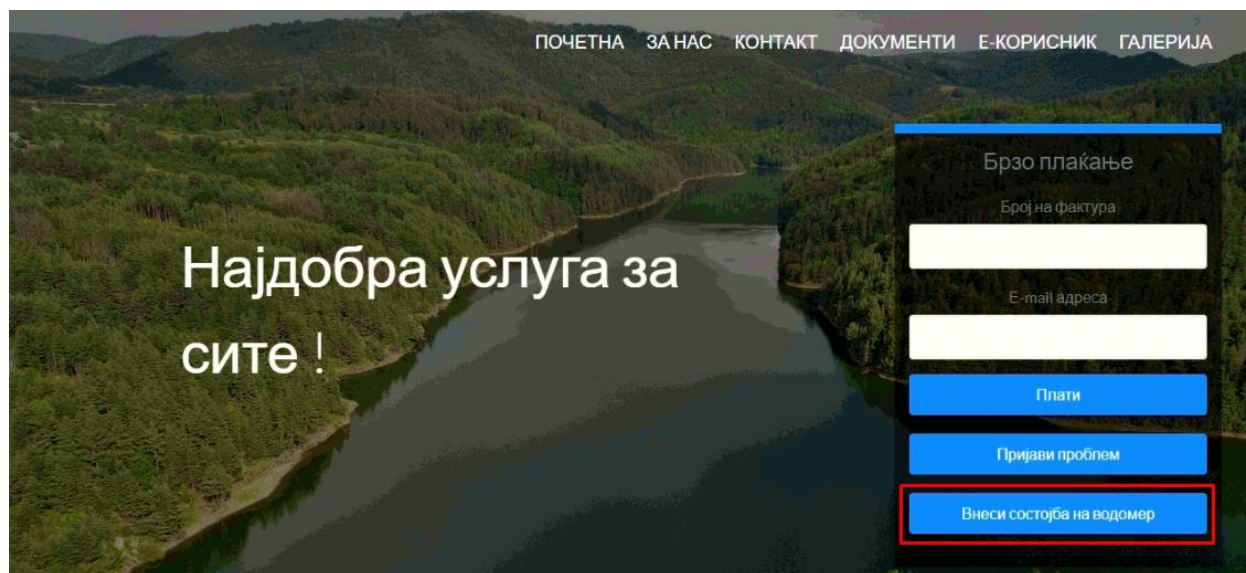 ПОЧЕТНА ЗА НАС КОНТАКТ ДОКУМЕНТИ Е-КОРИСНИК ГАЛЕРИЈА
Најдобра услуга за
сите !
Брзо плаќање
Број на фактура
E-mail адреса
Плати
Пријави проблем
Внеси состојба на водомер